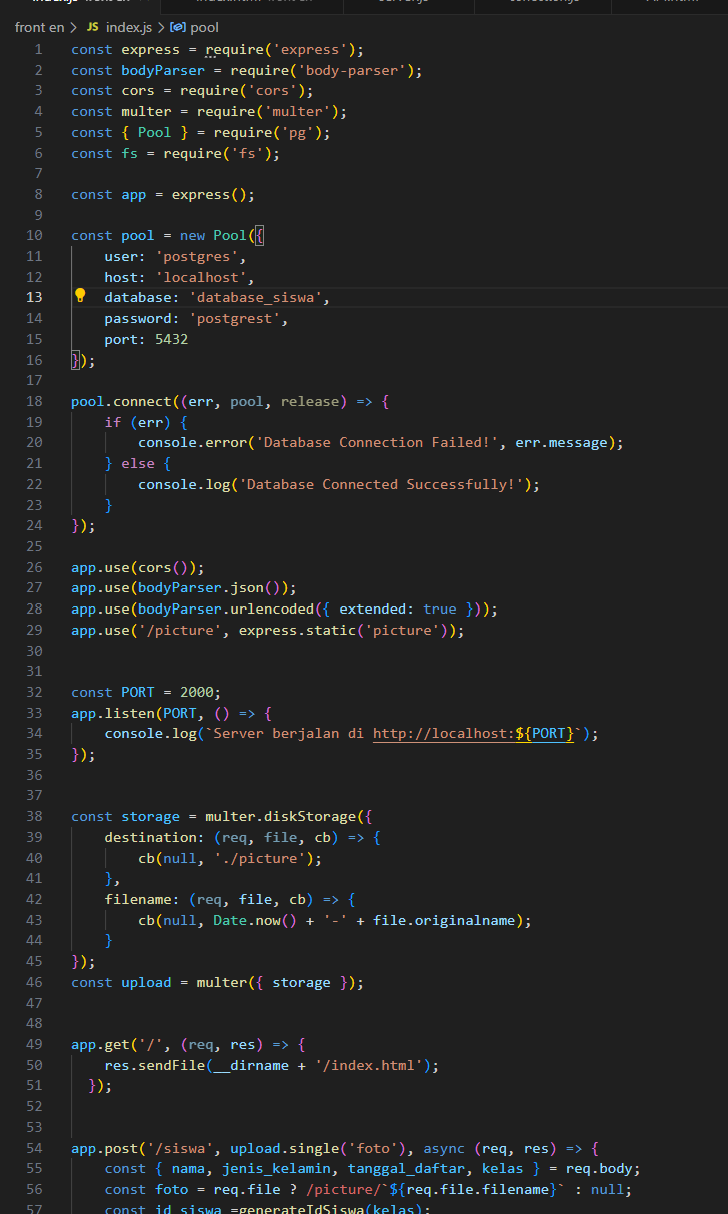 front en > JS index.js > pool
1 const express = require('express');
2 const bodyParser = require('body-parser');
3 const cors = require('cors');
4 const multer = require('multer');
5 const { Pool } = require('pg');
6 const fs = require('fs');
7
8 const app = express();
9
10 const pool = new Pool({
11     user: 'postgres',
12     host: 'localhost',
13     database: 'database_siswa',
14     password: 'postgrest',
15     port: 5432
16 });
17
18 pool.connect((err, pool, release) => {
19     if (err) {
20         console.error('Database Connection Failed!', err.message);
21     } else {
22         console.log('Database Connected Successfully!');
23     }
24 });
25
26 app.use(cors());
27 app.use(bodyParser.json());
28 app.use(bodyParser.urlencoded({ extended: true }));
29 app.use('/picture', express.static('picture'));
30
31
32 const PORT = 2000;
33 app.listen(PORT, () => {
34     console.log(`Server berjalan di http://localhost:${PORT}`);
35 });
36
37
38 const storage = multer.diskStorage({
39     destination: (req, file, cb) => {
40         cb(null, './picture');
41     },
42     filename: (req, file, cb) => {
43         cb(null, Date.now() + '-' + file.originalname);
44     }
45 });
46 const upload = multer({ storage });
47
48
49 app.get('/', (req, res) => {
50     res.sendFile(__dirname + '/index.html');
51   });
52
53
54 app.post('/siswa', upload.single('foto'), async (req, res) => {
55     const { nama, jenis_kelamin, tanggal_daftar, kelas } = req.body;
56     const foto = req.file ? /picture/`${req.file.filename}` : null;
57     const id_siswa =generateIdSiswa(kelas);